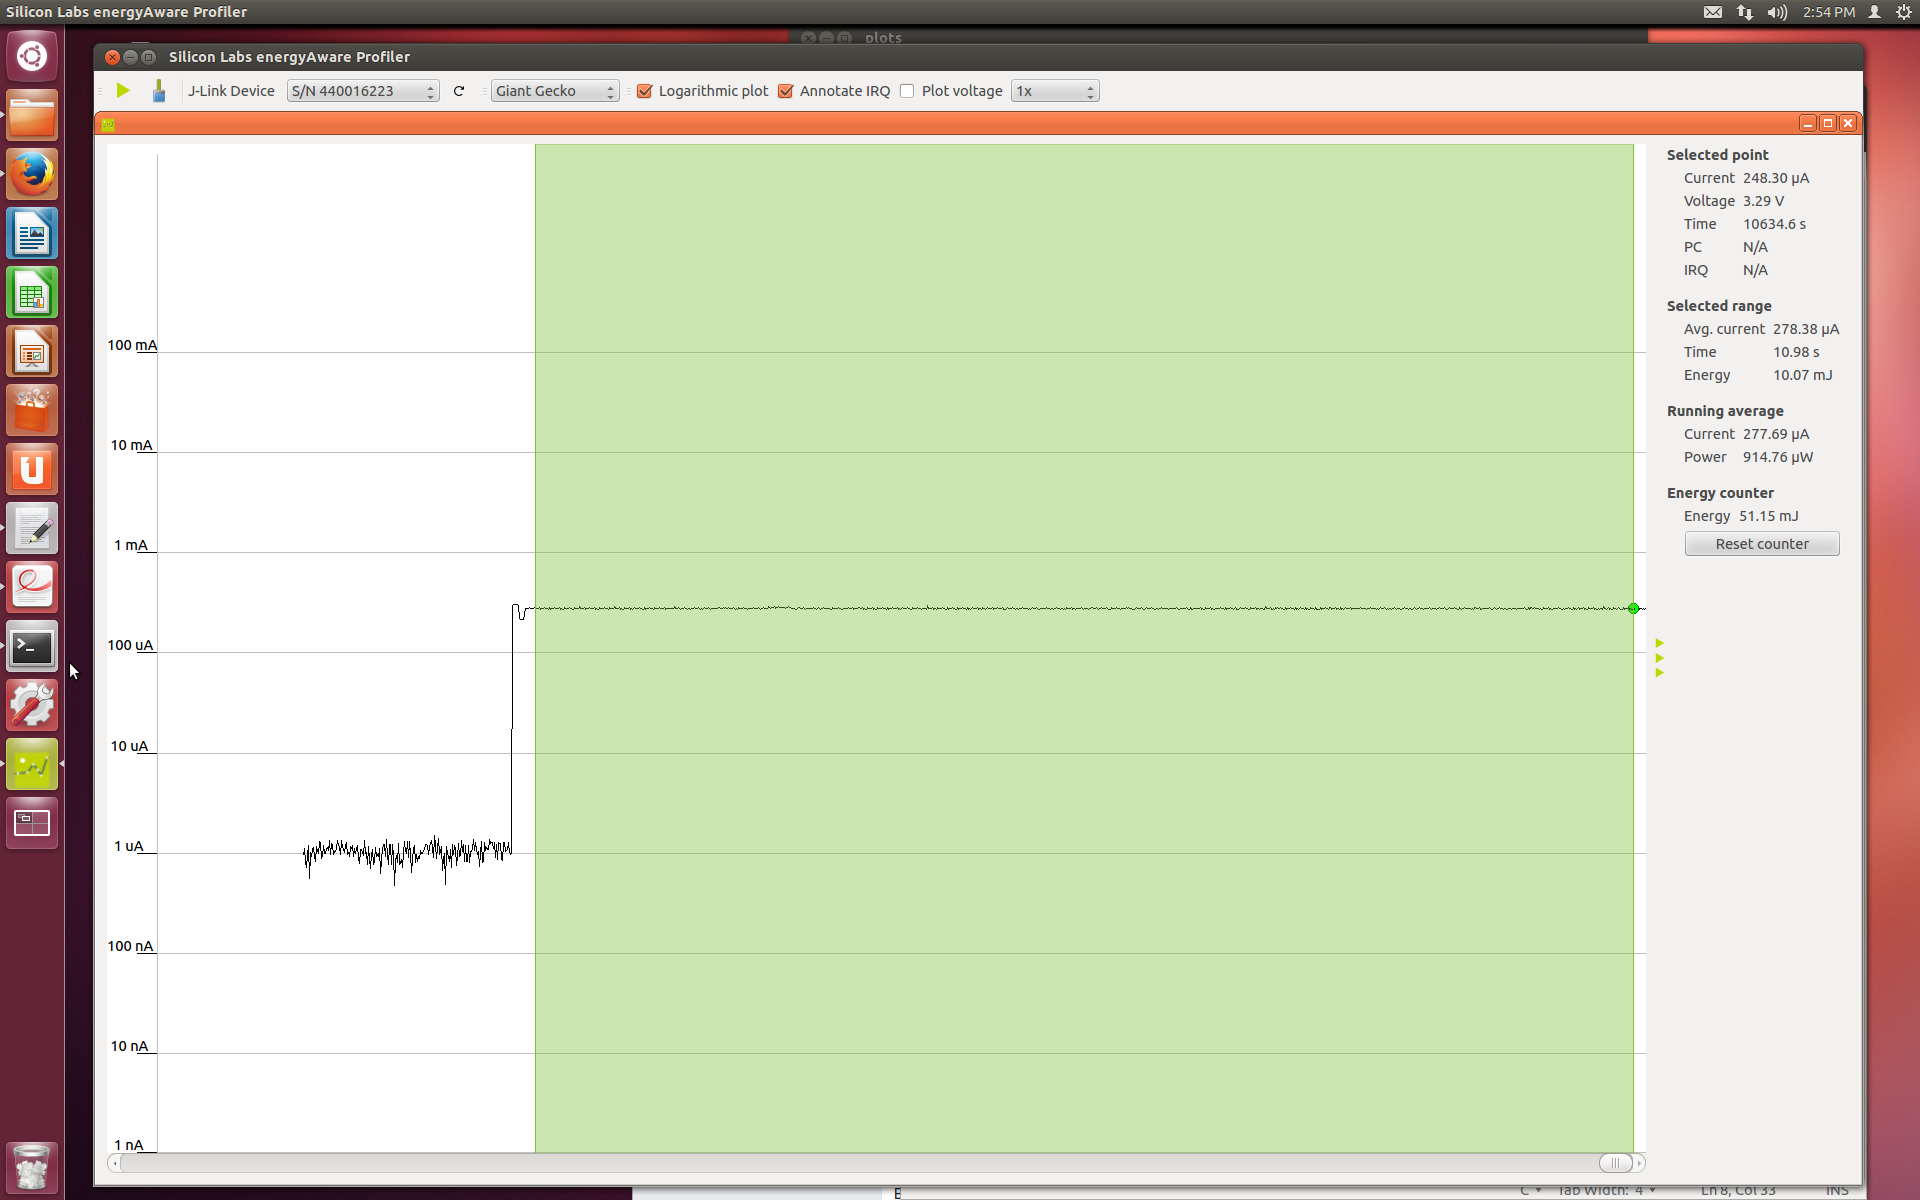 Silicon Labs energyAware Profiler
2:54 PM
plots
Silicon Labs energyAware Profiler
J-Link Device S/N 440016223 Giant Gecko Logarithmic plot Annotate IRQ Plot voltage 1x
100 mA
10 mA
1 mA
100 uA
10 uA
1 uA
100 nA
10 nA
1 nA
Selected point
Current 248.30 µA
Voltage 3.29 V
Time 10634.6 s
PC N/A
IRQ N/A
Selected range
Avg. current 278.38 µA
Time 10.98 s
Energy 10.07 mJ
Running average
Current 277.69 µA
Power 914.76 µW
Energy counter
Energy 51.15 mJ
Reset counter
C Tab Width: 4 Ln 8, Col 33 INS